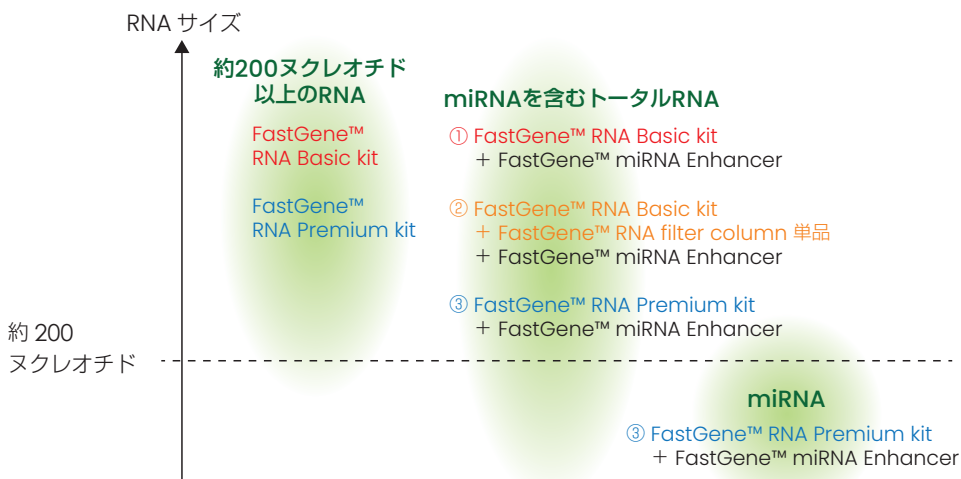 RNA サイズ
約200ヌクレオチド
以上のRNA
FastGene™
RNA Basic kit
FastGene™
RNA Premium kit
miRNAを含むトータルRNA
① FastGene™ RNA Basic kit
+ FastGene™ miRNA Enhancer
② FastGene™ RNA Basic kit
+ FastGene™ RNA filter column 単品
+ FastGene™ miRNA Enhancer
③ FastGene™ RNA Premium kit
+ FastGene™ miRNA Enhancer
約 200
ヌクレオチド
miRNA
③ FastGene™ RNA Premium kit
+ FastGene™ miRNA Enhancer